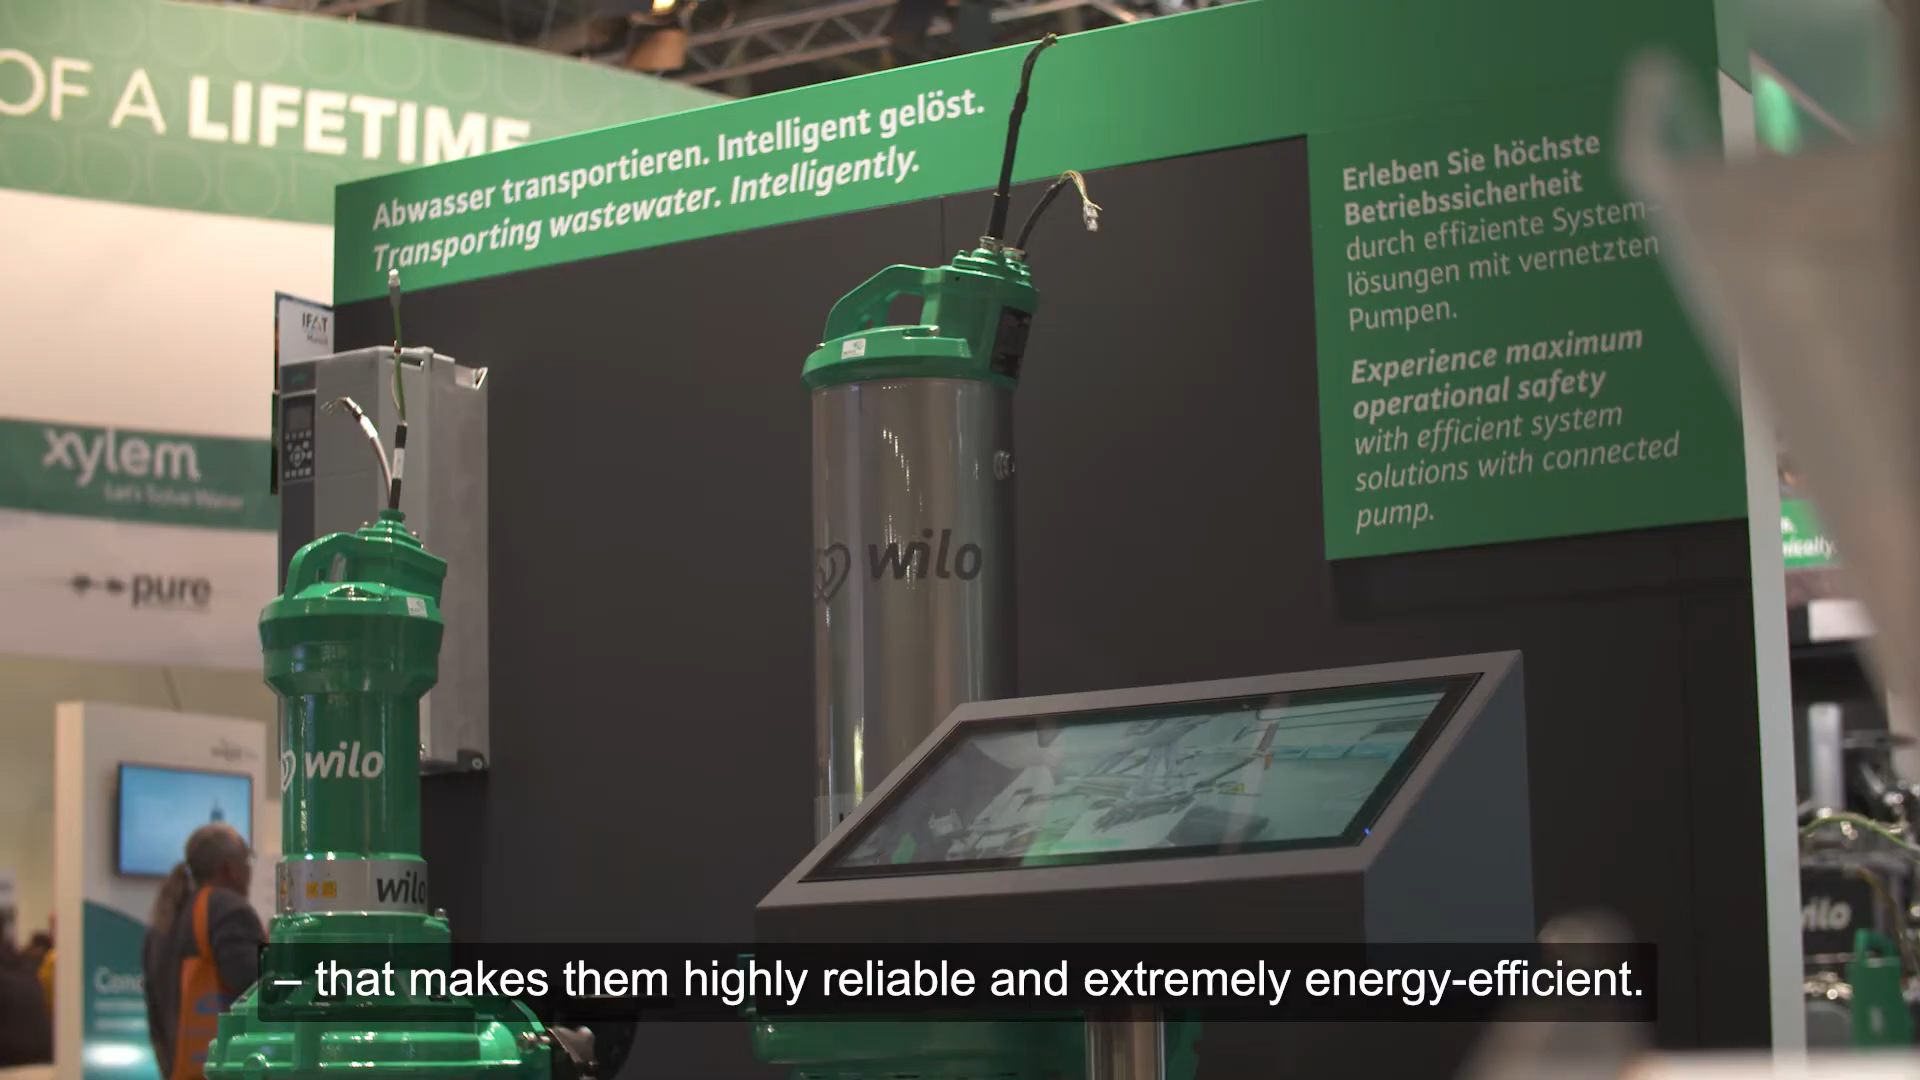 OF A LIFETIME
Abwasser transportieren. Intelligent gelöst.
Transporting wastewater. Intelligently.
Erleben Sie höchste
Betriebssicherheit
durch effiziente System-
lösungen mit vernetzten
Pumpen.
Experience maximum
operational safety
with efficient system
solutions with connected
pump.
IFAT
Munich
xylem
Let's Solve Water
pure
wilo
wilo
wilo
wilo
– that makes them highly reliable and extremely energy-efficient.